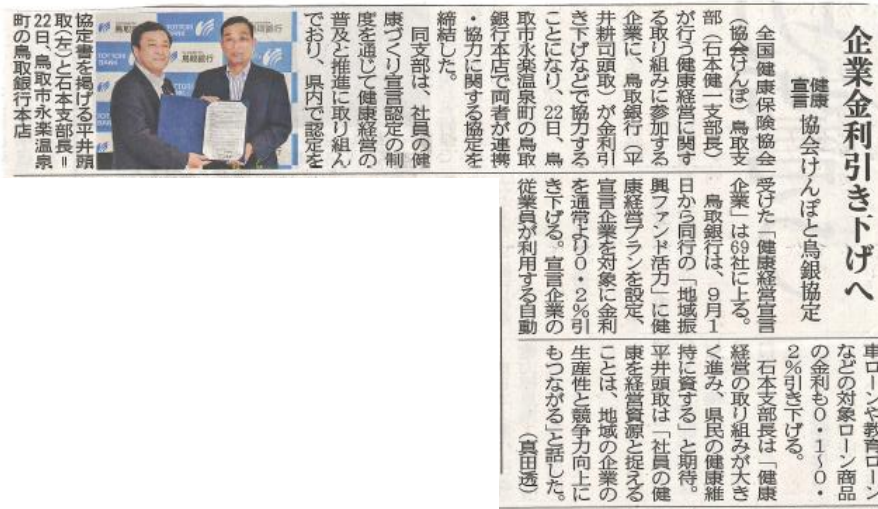 企業金利引き下げへ
健康
宣言
協会けんぽと鳥銀協定
全国健康保険協会
（協会けんぽ）鳥取支
部（石本健一支部長）
が行う健康経営に関す
る取り組みに参加する
企業に、鳥取銀行（平
井耕司頭取）が金利引
き下げなどで協力する
ことになり、22日、鳥
取市永楽温泉町の鳥取
銀行本店で両者が連携
・協力に関する協定を
締結した。
同支部は、社員の健
康づくり宣言認定の制
度を通じて健康経営の
普及と推進に取り組ん
でおり、県内で認定を
受けた「健康経営宣言
企業」は69社に上る。
鳥取銀行は、9月1
日から同行の「地域振
興ファンド活力」に健
康経営プランを設定、
宣言企業を対象に金利
を通常より0・2％引
き下げる。宣言企業の
従業員が利用する自動
車ローンや教育ローン
などの対象ローン商品
の金利も0・1〜0・
2％引き下げる。
石本支部長は「健康
経営の取り組みが大き
く進み、県民の健康維
持に資する」と期待。
平井頭取は「社員の健
康を経営資源と捉える
ことは、地域の企業の
生産性と競争力向上に
もつながる」と話した。
（真田透）
鳥取銀行
TOTTORI BANK
協定書を掲げる平井頭
取（左）と石本支部長＝
22日、鳥取市永楽温泉
町の鳥取銀行本店